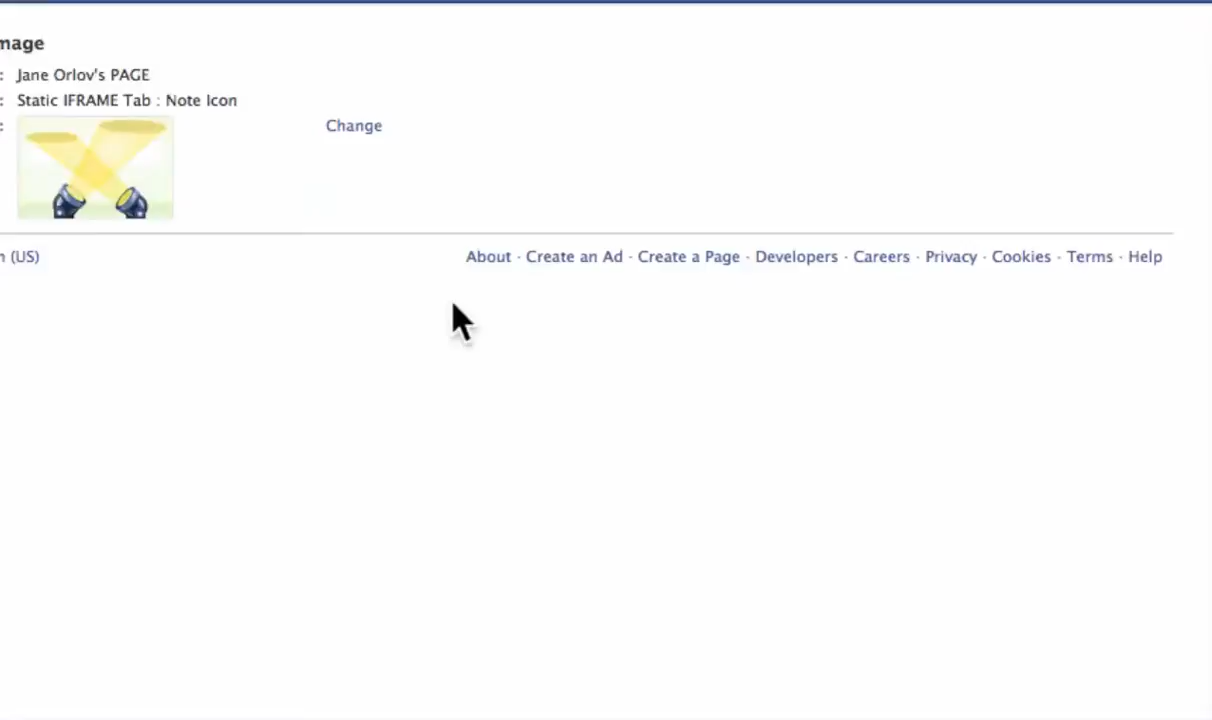 mage
: Jane Orlov's PAGE
: Static IFRAME Tab : Note Icon
: Change
n (US) About · Create an Ad · Create a Page · Developers · Careers · Privacy · Cookies · Terms · Help